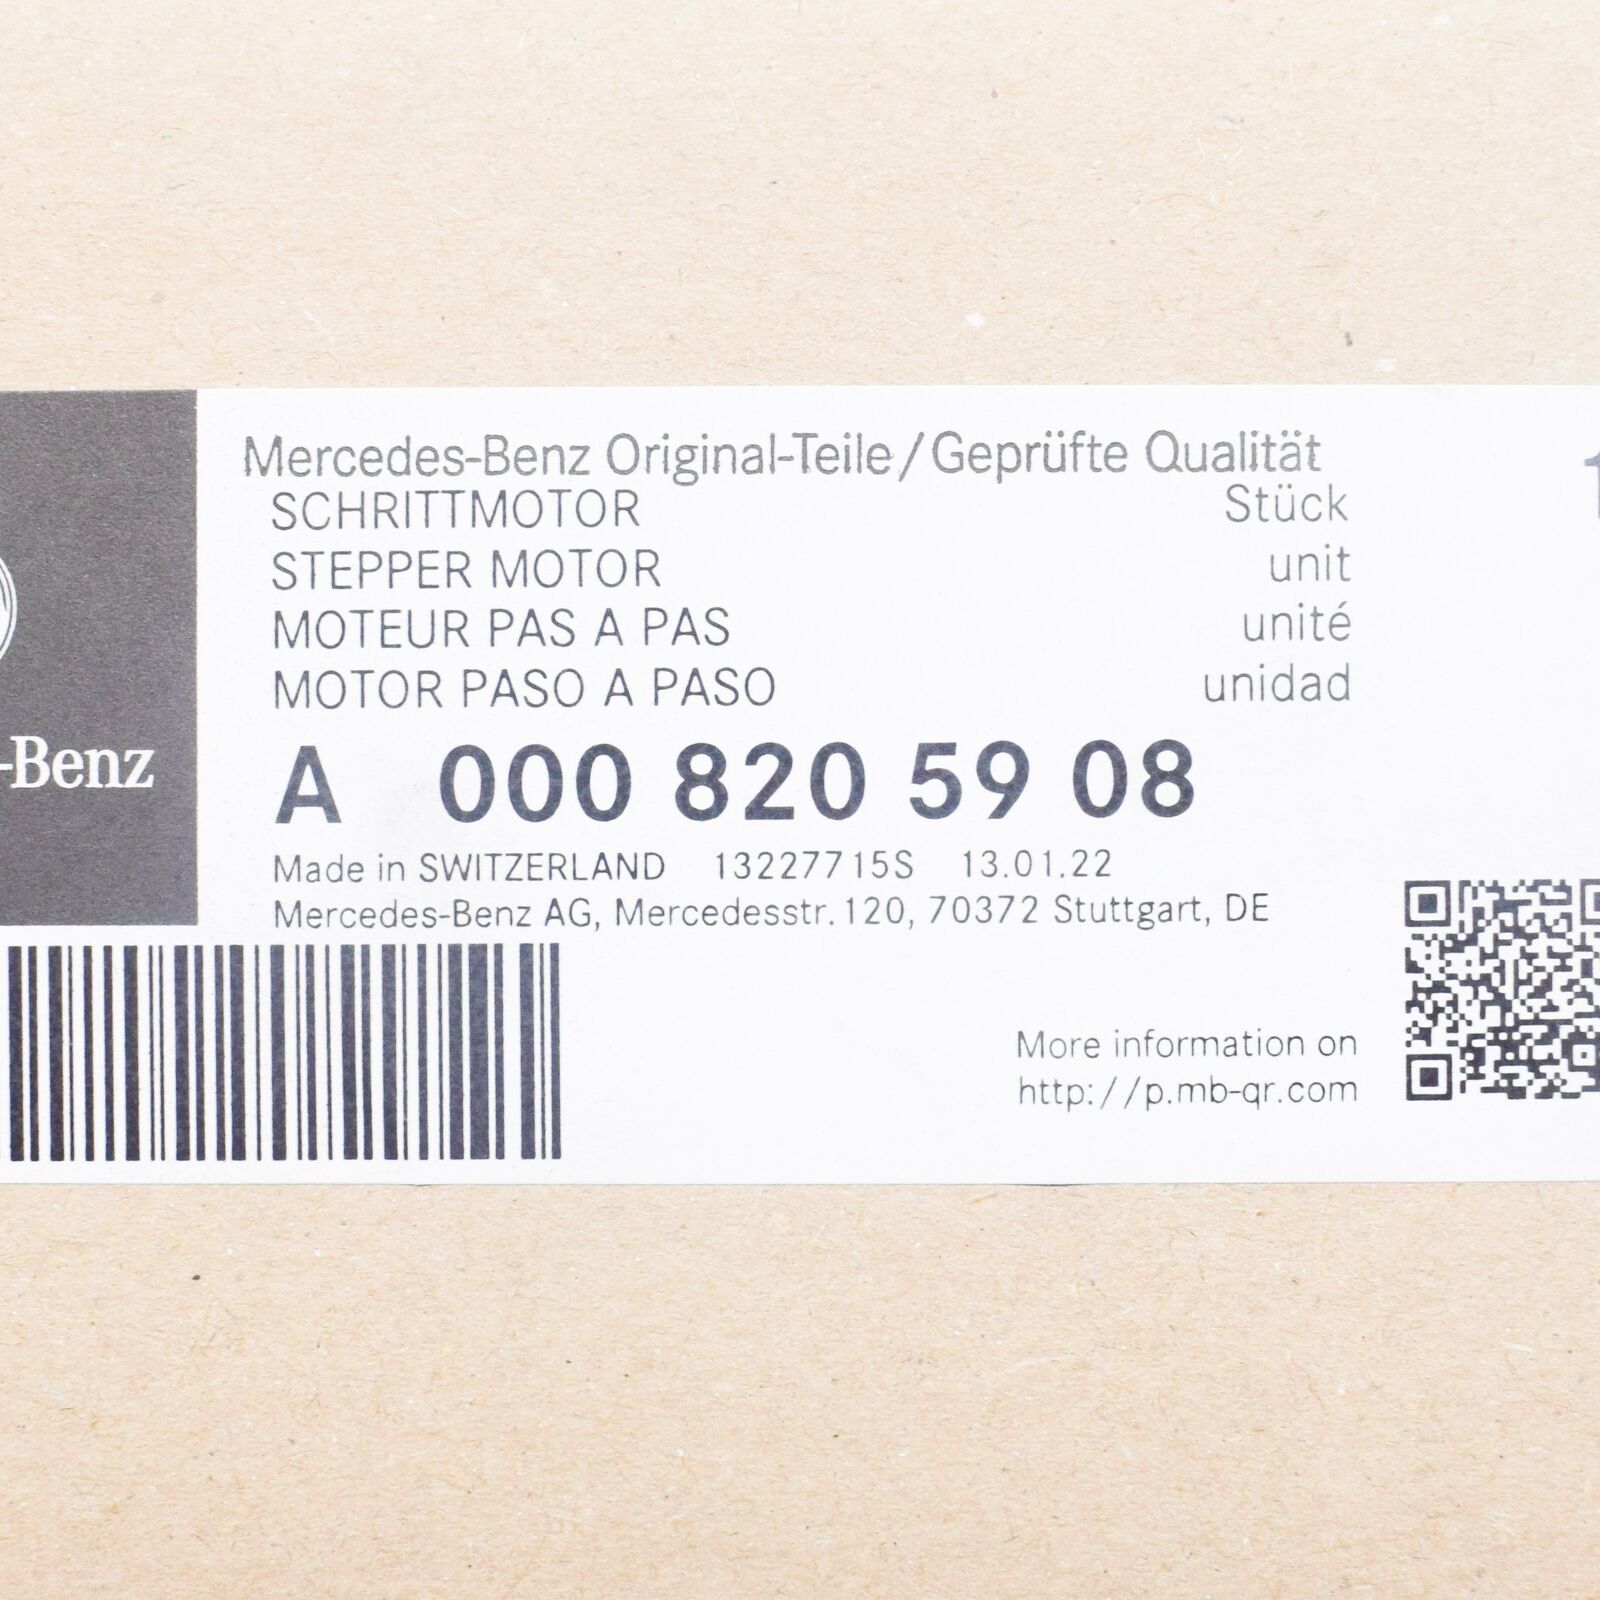 Mercedes-Benz Original-Teile/Geprüfte Qualität
SCHRITTMOTOR Stück
STEPPER MOTOR unit
MOTEUR PAS A PAS unité
MOTOR PASO A PASO unidad
-Benz
A 000 820 59 08
Made in SWITZERLAND 13227715S 13.01.22
Mercedes-Benz AG, Mercedesstr. 120, 70372 Stuttgart, DE
More information on
http://p.mb-qr.com